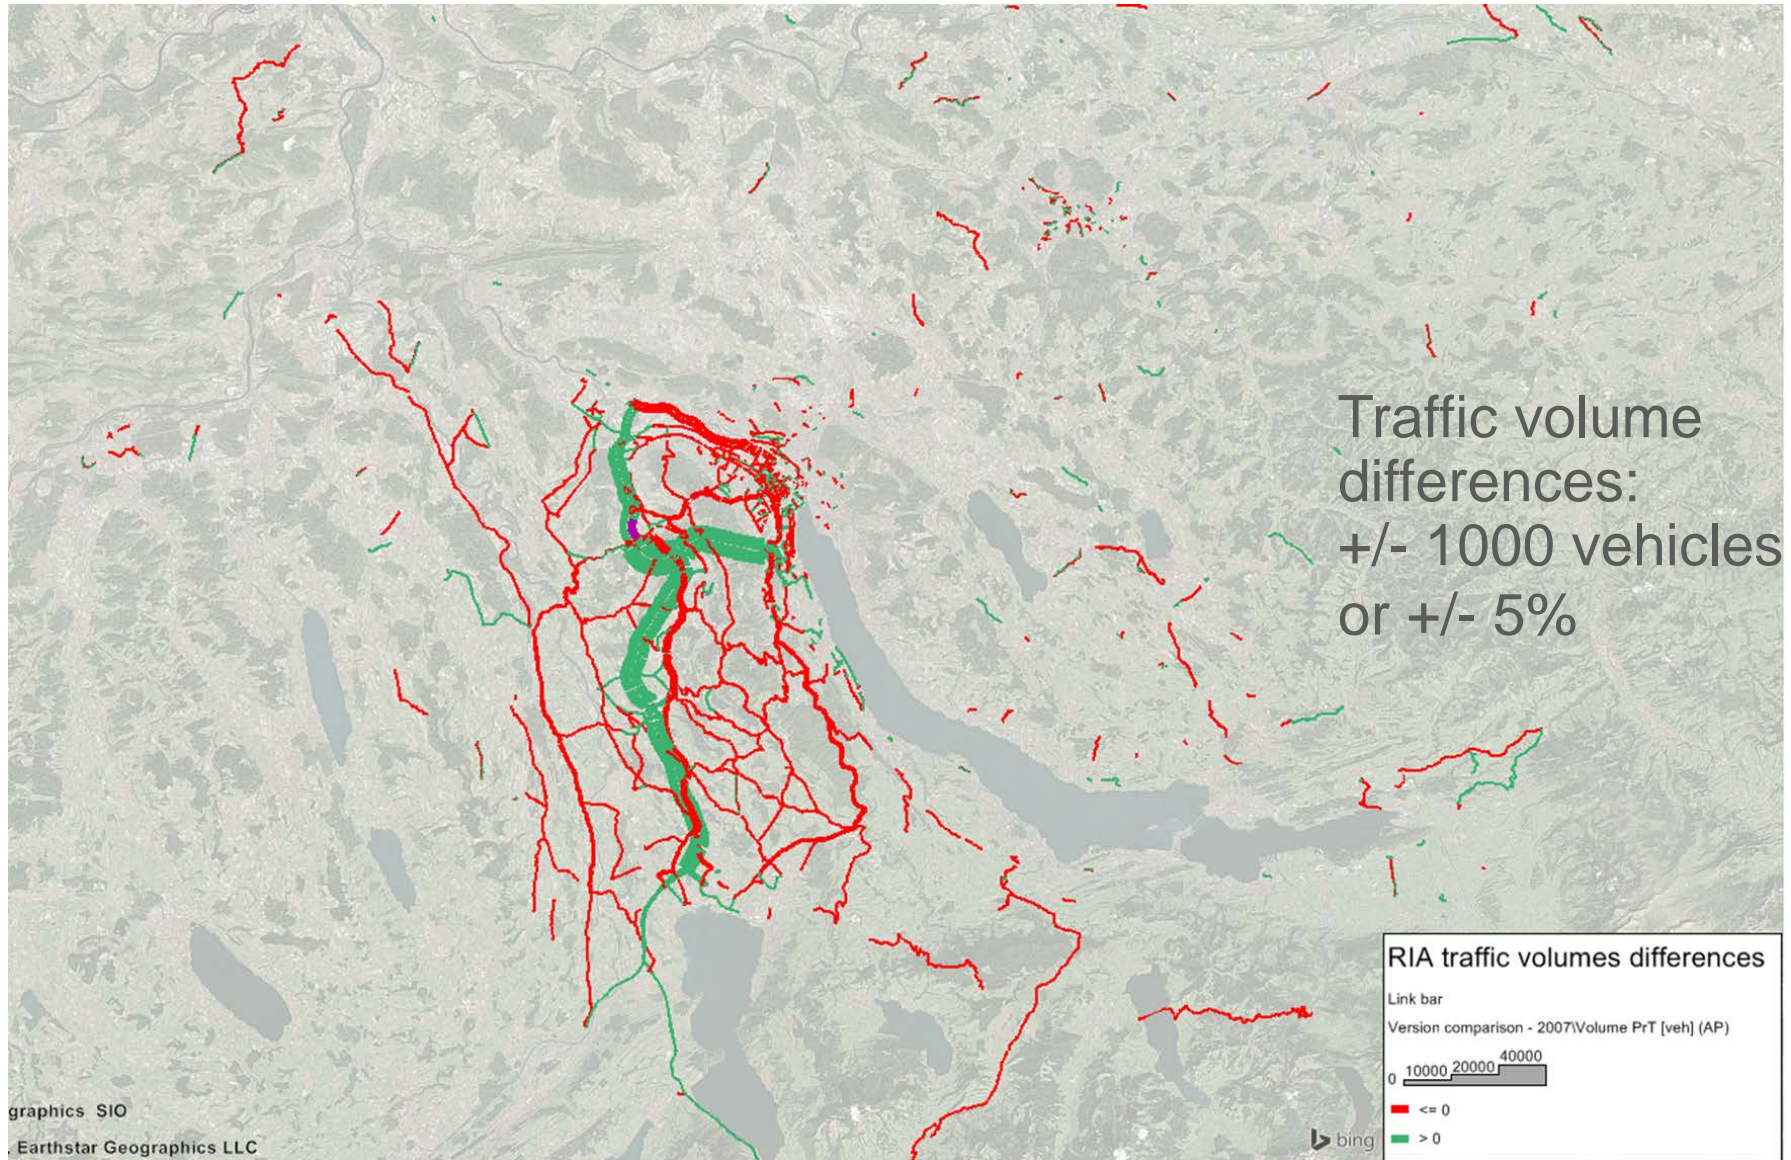 Traffic volume
differences:
+/- 1000 vehicles
or +/- 5%
RIA traffic volumes differences
Link bar
Version comparison - 2007\Volume PrT [veh] (AP)
0 10000 20000 40000
<= 0
> 0
bing
graphics SIO
, Earthstar Geographics LLC